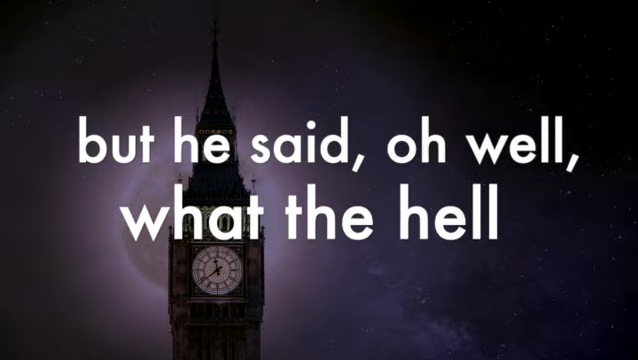 but he said, oh well,
what the hell